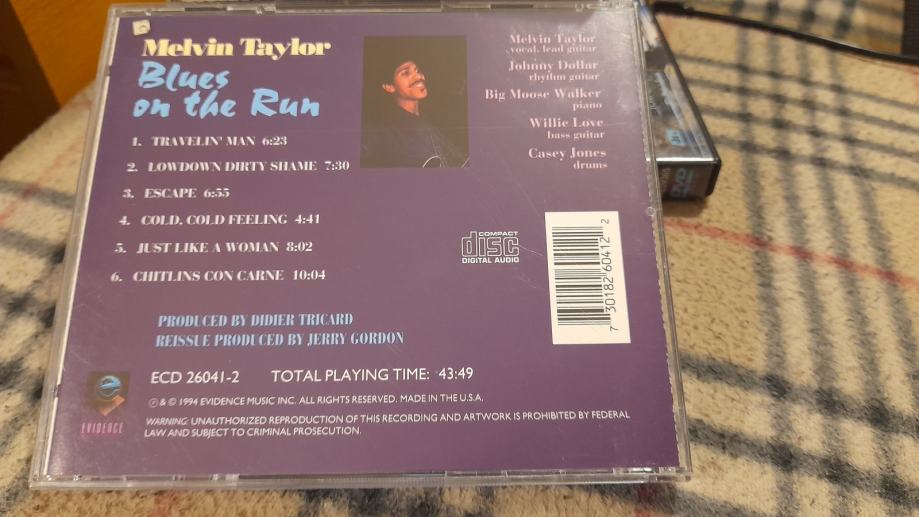 Melvin Taylor
Blues
on the Run
1. TRAVELIN' MAN 6:23
2. LOWDOWN DIRTY SHAME 7:30
3. ESCAPE 6:55
4. COLD, COLD FEELING 4:41
5. JUST LIKE A WOMAN 8:02
6. CHITLINS CON CARNE 10:04
Melvin Taylor
vocal, lead guitar
Johnny Dollar
rhythm guitar
Big Moose Walker
piano
Willie Love
bass guitar
Casey Jones
drums
COMPACT
disc
DIGITAL AUDIO
7 30182 60412 2
PRODUCED BY DIDIER TRICARD
REISSUE PRODUCED BY JERRY GORDON
ECD 26041-2 TOTAL PLAYING TIME: 43:49
℗ & © 1994 EVIDENCE MUSIC INC. ALL RIGHTS RESERVED. MADE IN THE U.S.A.
WARNING: UNAUTHORIZED REPRODUCTION OF THIS RECORDING AND ARTWORK IS PROHIBITED BY FEDERAL
LAW AND SUBJECT TO CRIMINAL PROSECUTION.
e
EVIDENCE
DVD